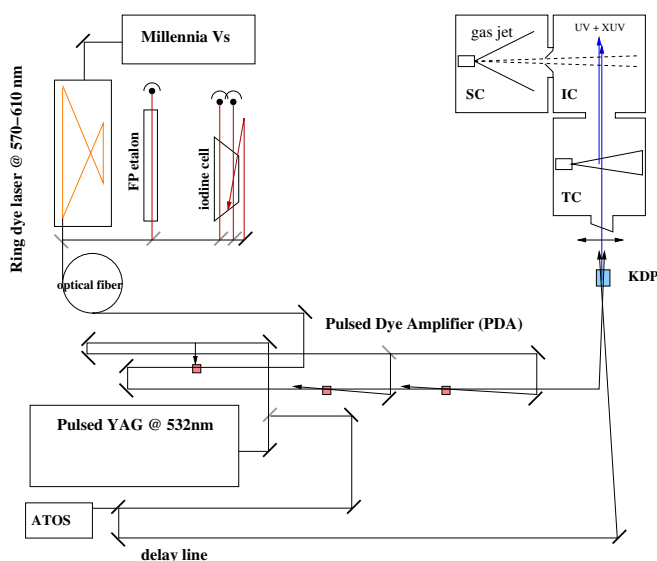 Millennia Vs
gas jet
UV + XUV
SC
IC
TC
Ring dye laser @ 570−610 nm
FP etalon
iodine cell
KDP
optical fiber
Pulsed Dye Amplifier (PDA)
Pulsed YAG @ 532nm
ATOS
delay line